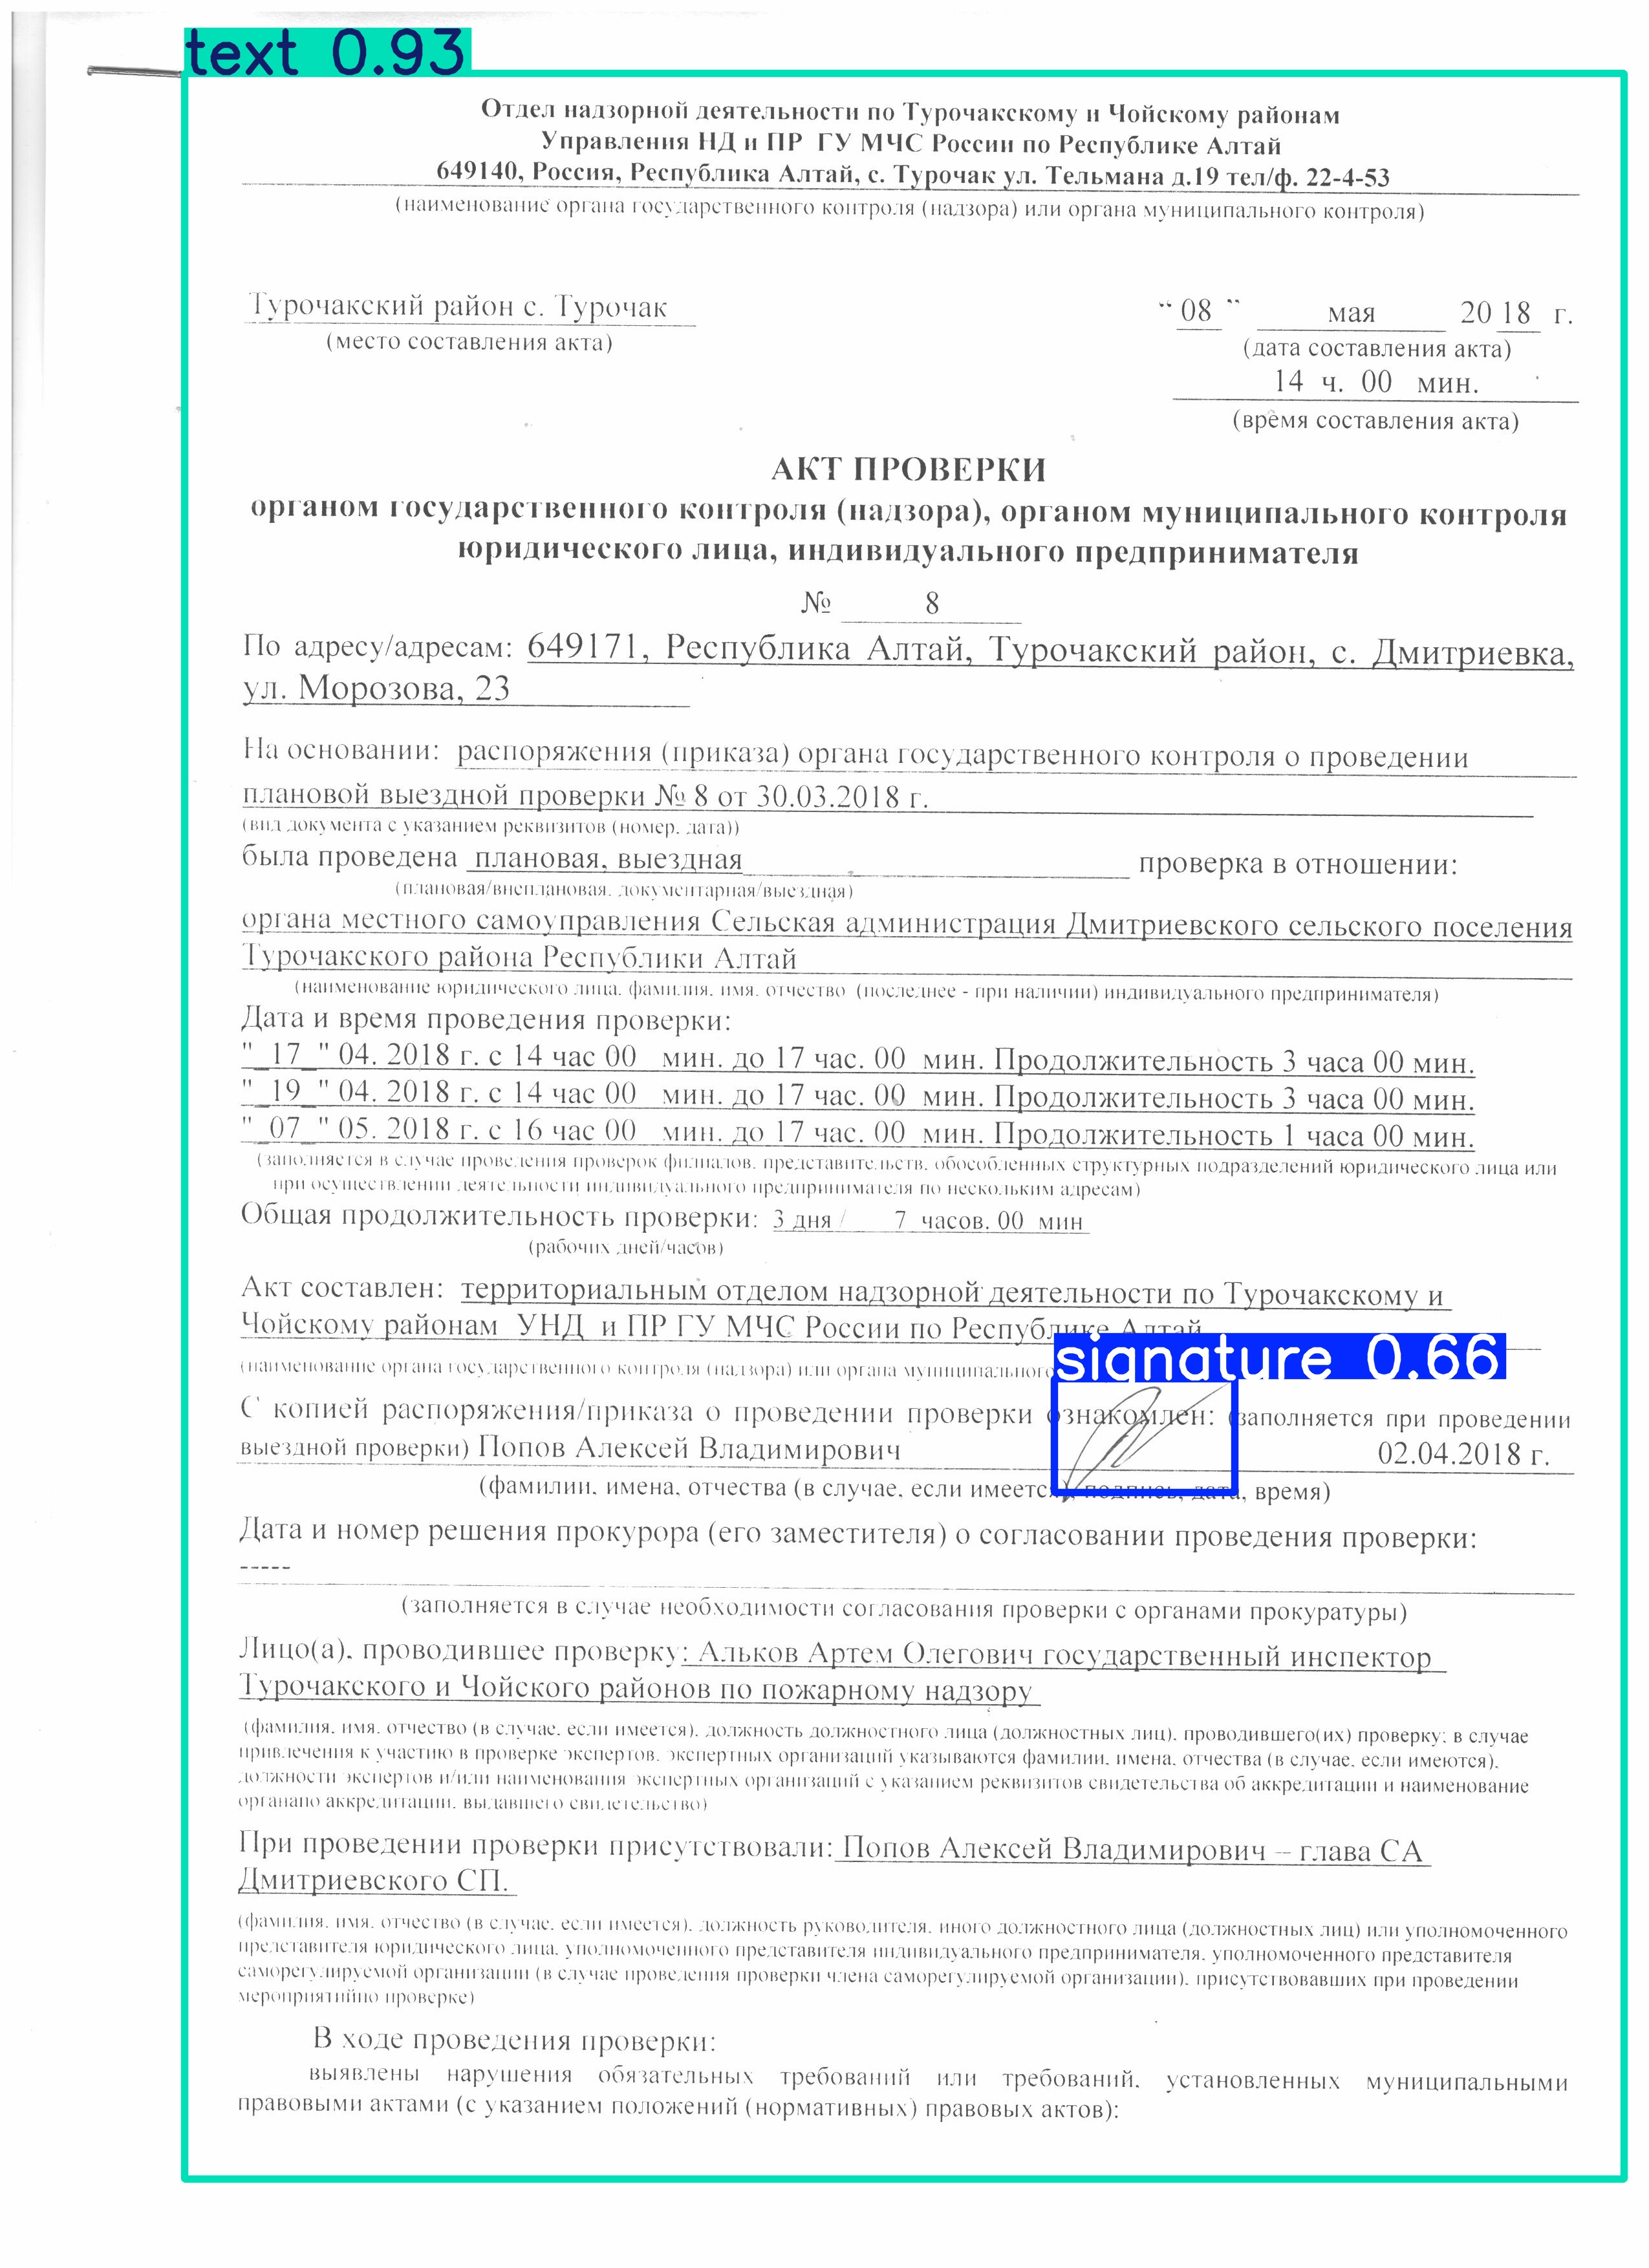 text 0.93
Отдел надзорной деятельности по Турочакскому и Чойскому районам
Управления НД и ПР ГУ МЧС России по Республике Алтай
649140, Россия, Республика Алтай, с. Турочак ул. Тельмана д.19 тел/ф. 22-4-53
(наименование органа государственного контроля (надзора) или органа муниципального контроля)
Турочакский район с. Турочак
“ 08 ” мая 20 18 г.
(место составления акта)
(дата составления акта)
14 ч. 00 мин.
(время составления акта)
АКТ ПРОВЕРКИ
органом государственного контроля (надзора), органом муниципального контроля
юридического лица, индивидуального предпринимателя
№ 8
По адресу/адресам: 649171, Республика Алтай, Турочакский район, с. Дмитриевка,
ул. Морозова, 23
На основании: распоряжения (приказа) органа государственного контроля о проведении
плановой выездной проверки № 8 от 30.03.2018 г.
(вид документа с указанием реквизитов (номер, дата))
была проведена плановая, выездная проверка в отношении:
(плановая/внеплановая, документарная/выездная)
органа местного самоуправления Сельская администрация Дмитриевского сельского поселения
Турочакского района Республики Алтай
(наименование юридического лица, фамилия, имя, отчество (последнее - при наличии) индивидуального предпринимателя)
Дата и время проведения проверки:
"_17_" 04. 2018 г. с 14 час 00 мин. до 17 час. 00 мин. Продолжительность 3 часа 00 мин.
"_19_" 04. 2018 г. с 14 час 00 мин. до 17 час. 00 мин. Продолжительность 3 часа 00 мин.
"_07_" 05. 2018 г. с 16 час 00 мин. до 17 час. 00 мин. Продолжительность 1 часа 00 мин.
(заполняется в случае проведения проверок филиалов, представительств, обособленных структурных подразделений юридического лица или
при осуществлении деятельности индивидуального предпринимателя по нескольким адресам)
Общая продолжительность проверки: 3 дня / 7 часов. 00 мин
(рабочих дней/часов)
Акт составлен: территориальным отделом надзорной деятельности по Турочакскому и
Чойскому районам УНД и ПР ГУ МЧС России по Республике Алтай
(наименование органа государственного контроля (надзора) или органа муниципального
signature 0.66
С копией распоряжения/приказа о проведении проверки ознакомлен: (заполняется при проведении
выездной проверки) Попов Алексей Владимирович 02.04.2018 г.
(фамилии, имена, отчества (в случае, если имеется), подпись, дата, время)
Дата и номер решения прокурора (его заместителя) о согласовании проведения проверки:
-----
(заполняется в случае необходимости согласования проверки с органами прокуратуры)
Лицо(а), проводившее проверку: Альков Артем Олегович государственный инспектор
Турочакского и Чойского районов по пожарному надзору
(фамилия, имя, отчество (в случае, если имеется), должность должностного лица (должностных лиц), проводившего(их) проверку; в случае
привлечения к участию в проверке экспертов, экспертных организаций указываются фамилии, имена, отчества (в случае, если имеются),
должности экспертов и/или наименования экспертных организаций с указанием реквизитов свидетельства об аккредитации и наименование
органапо аккредитации, выдавшего свидетельство)
При проведении проверки присутствовали: Попов Алексей Владимирович – глава СА
Дмитриевского СП.
(фамилия, имя, отчество (в случае, если имеется), должность руководителя, иного должностного лица (должностных лиц) или уполномоченного
представителя юридического лица, уполномоченного представителя индивидуального предпринимателя, уполномоченного представителя
саморегулируемой организации (в случае проведения проверки члена саморегулируемой организации), присутствовавших при проведении
мероприятийпо проверке)
В ходе проведения проверки:
выявлены нарушения обязательных требований или требований, установленных муниципальными
правовыми актами (с указанием положений (нормативных) правовых актов):